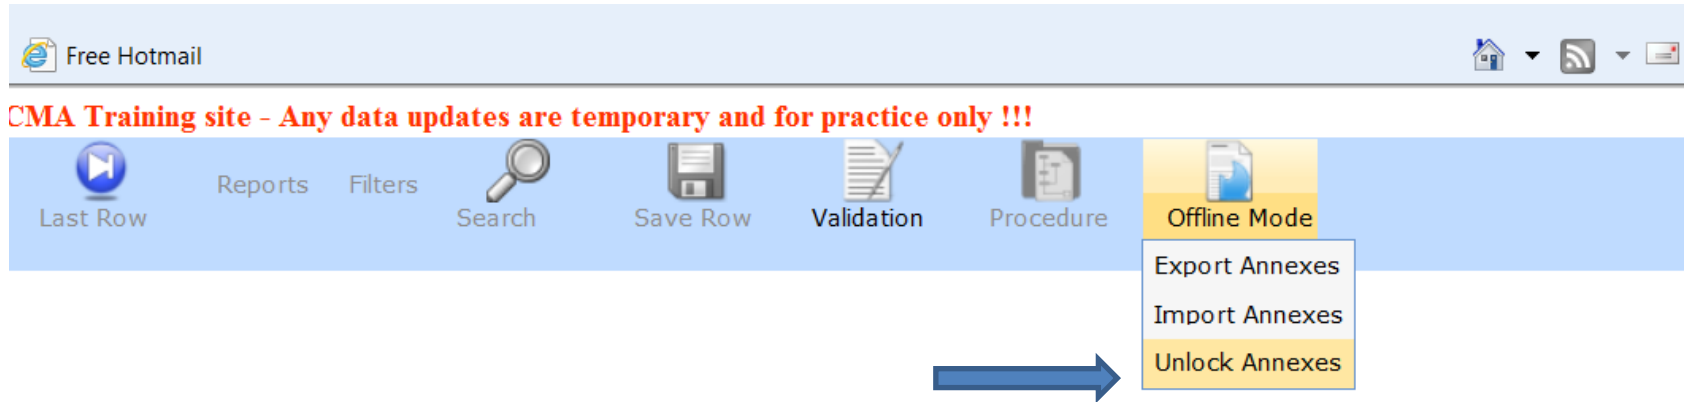 Free Hotmail
CMA Training site - Any data updates are temporary and for practice only !!!
Last Row
Reports
Filters
Search
Save Row
Validation
Procedure
Offline Mode
Export Annexes
Import Annexes
Unlock Annexes